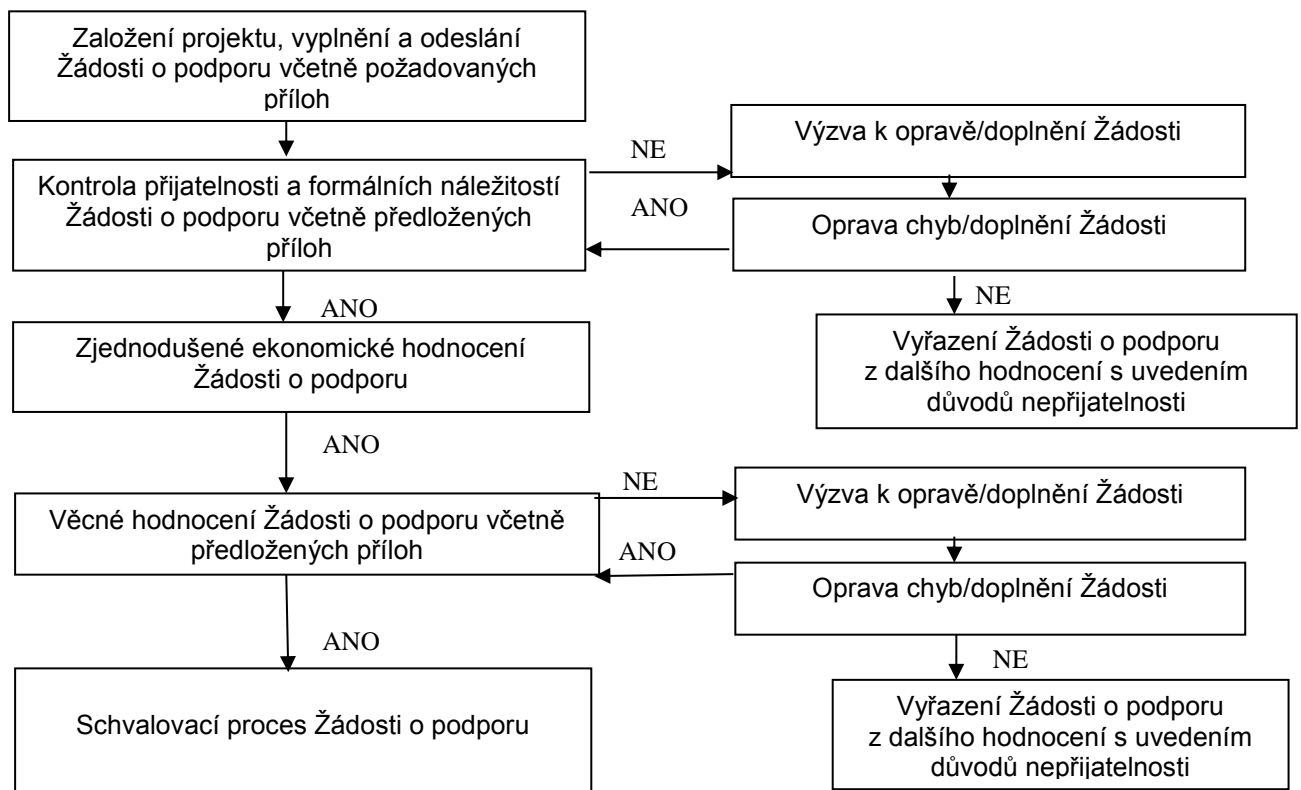 Založení projektu, vyplnění a odeslání
Žádosti o podporu včetně požadovaných
příloh
NE
Výzva k opravě/doplnění Žádosti
Kontrola přijatelnosti a formálních náležitostí
Žádosti o podporu včetně předložených
příloh
ANO
Oprava chyb/doplnění Žádosti
ANO
NE
Zjednodušené ekonomické hodnocení
Žádosti o podporu
Vyřazení Žádosti o podporu
z dalšího hodnocení s uvedením
důvodů nepřijatelnosti
ANO
NE
Výzva k opravě/doplnění Žádosti
Věcné hodnocení Žádosti o podporu včetně
předložených příloh
ANO
Oprava chyb/doplnění Žádosti
ANO
NE
Schvalovací proces Žádosti o podporu
Vyřazení Žádosti o podporu
z dalšího hodnocení s uvedením
důvodů nepřijatelnosti